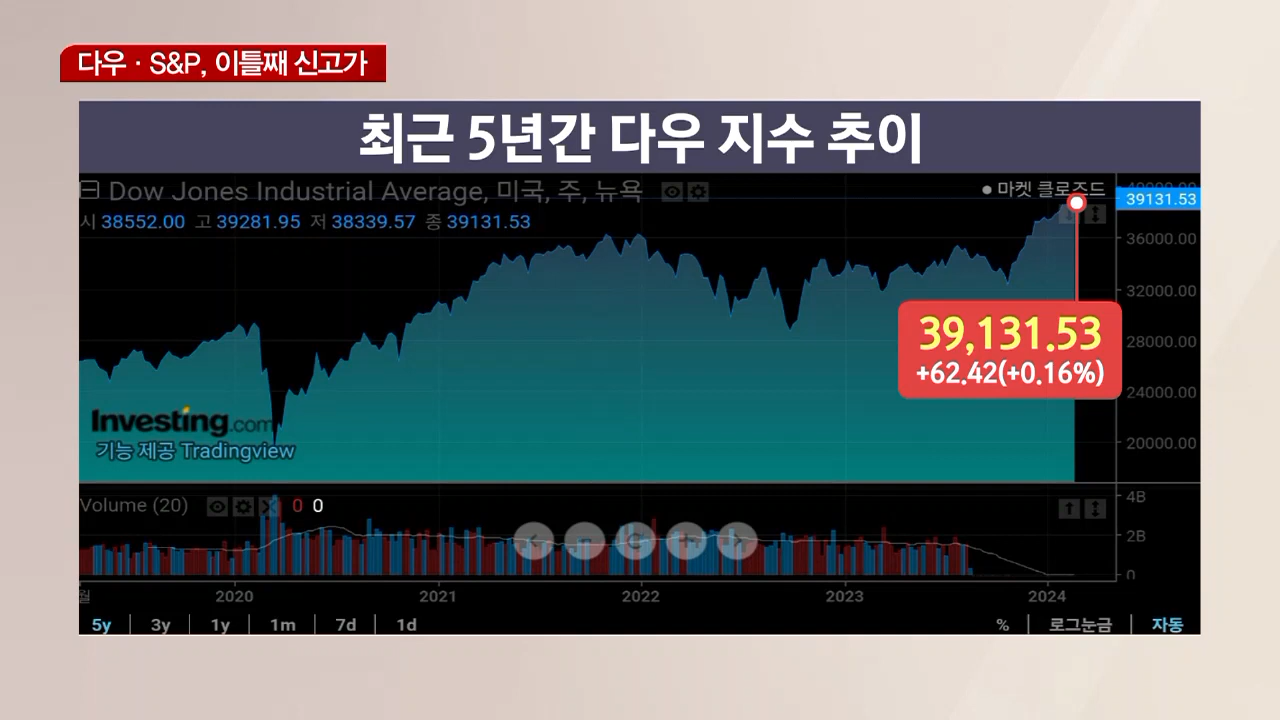 다우 · S&P, 이틀째 신고가
최근 5년간 다우 지수 추이
Dow Jones Industrial Average, 미국, 주, 뉴욕
마켓 클로즈드
시 38552.00 고 39281.95 저 38339.57 종 39131.53
40000.00
39131.53
36000.00
32000.00
28000.00
24000.00
20000.00
39,131.53
+62.42(+0.16%)
Investing.com
기능 제공 Tradingview
Volume (20) 0 0
4B
2B
0
월 2020 2021 2022 2023 2024
5y 3y 1y 1m 7d 1d % 로그눈금 자동